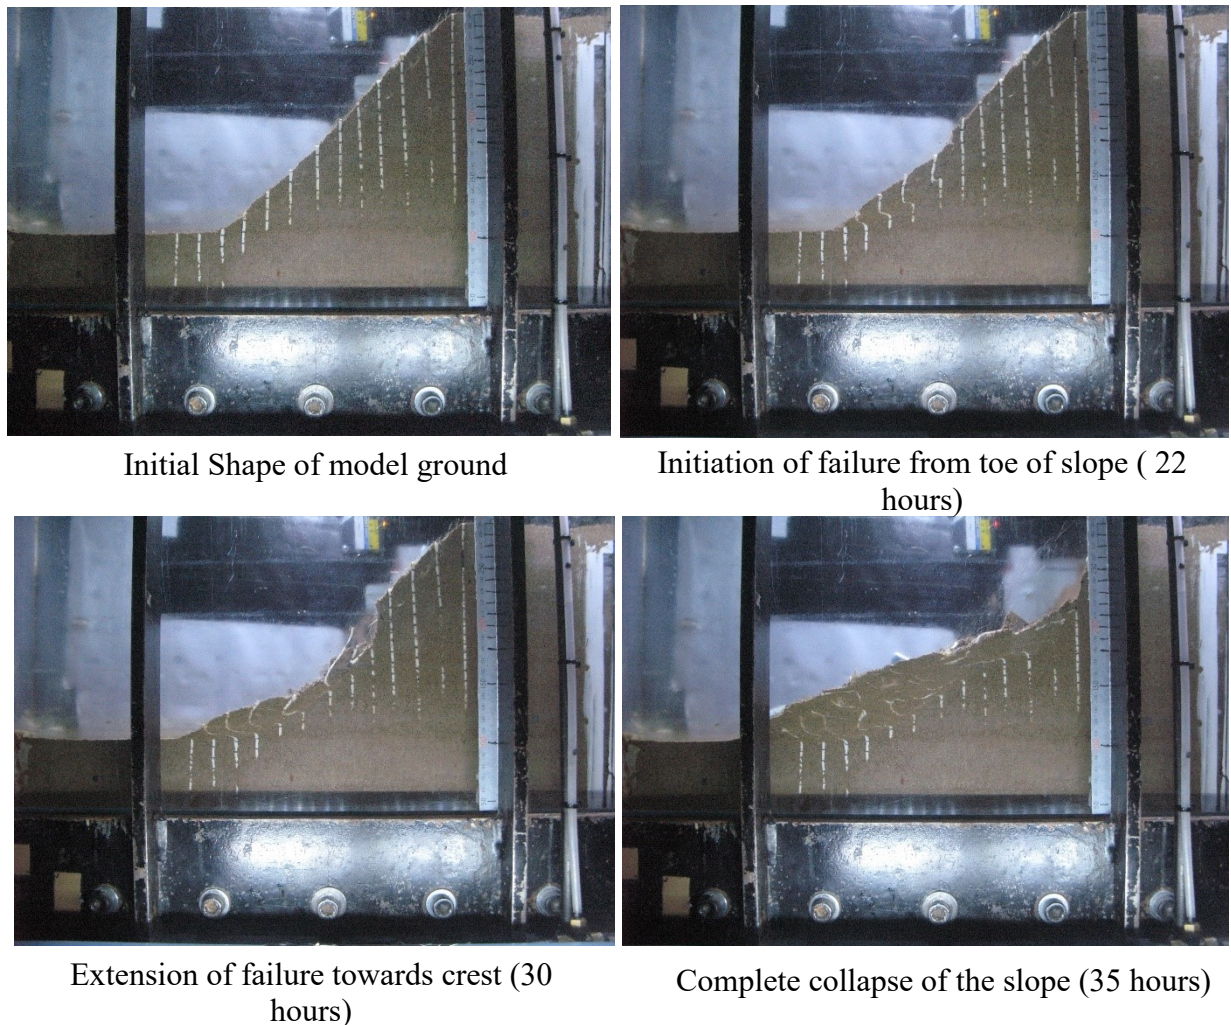 Initial Shape of model ground
Initiation of failure from toe of slope ( 22
hours)
Extension of failure towards crest (30
hours)
Complete collapse of the slope (35 hours)